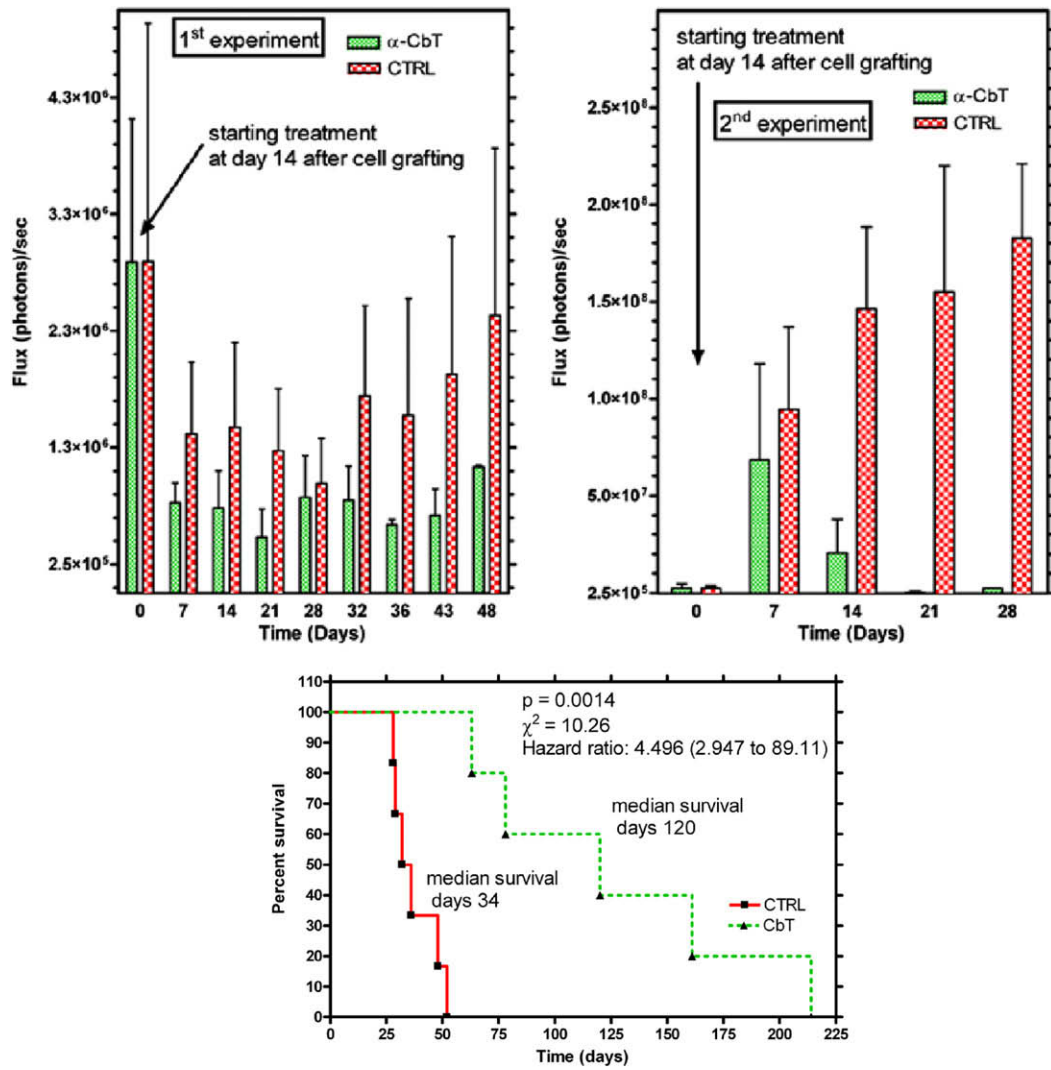 1st experiment
α-CbT
CTRL
starting treatment
at day 14 after cell grafting
Flux (photons)/sec
4.3×10⁶
3.3×10⁶
2.3×10⁶
1.3×10⁶
2.5×10⁵
0 7 14 21 28 32 36 43 48
Time (Days)
starting treatment
at day 14 after cell grafting
α-CbT
CTRL
2nd experiment
Flux (photons)/sec
2.5×10⁸
2.0×10⁸
1.5×10⁸
1.0×10⁸
5.0×10⁷
2.5×10⁵
0 7 14 21 28
Time (Days)
p = 0.0014
χ² = 10.26
Hazard ratio: 4.496 (2.947 to 89.11)
median survival
days 120
median survival
days 34
CTRL
CbT
Percent survival
110
100
90
80
70
60
50
40
30
20
10
0
0 25 50 75 100 125 150 175 200 225
Time (days)